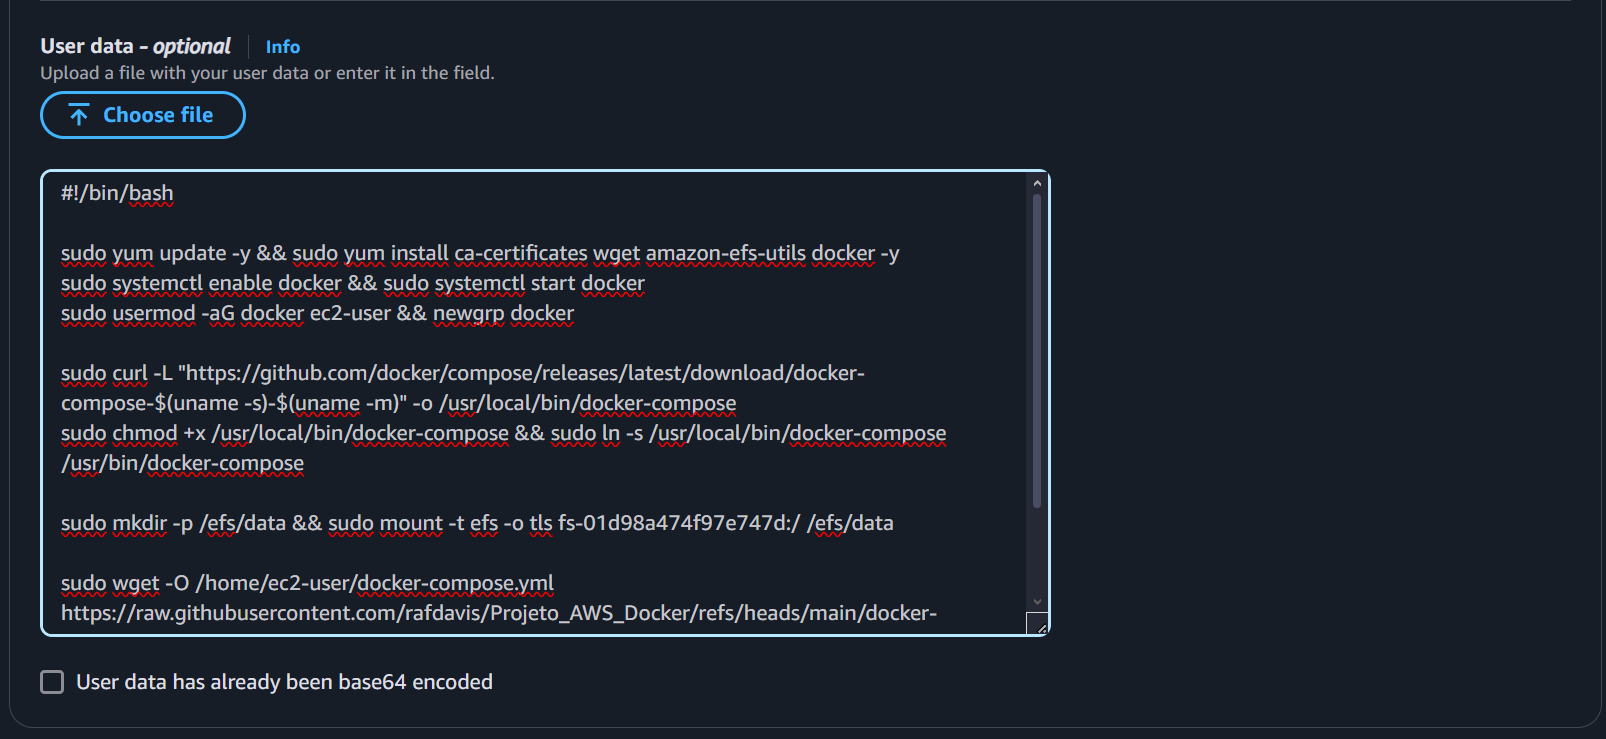 User data - optional
Info
Upload a file with your user data or enter it in the field.
Choose file
#!/bin/bash
sudo yum update -y && sudo yum install ca-certificates wget amazon-efs-utils docker -y
sudo systemctl enable docker && sudo systemctl start docker
sudo usermod -aG docker ec2-user && newgrp docker
sudo curl -L "https://github.com/docker/compose/releases/latest/download/docker-
compose-$(uname -s)-$(uname -m)" -o /usr/local/bin/docker-compose
sudo chmod +x /usr/local/bin/docker-compose && sudo ln -s /usr/local/bin/docker-compose
/usr/bin/docker-compose
sudo mkdir -p /efs/data && sudo mount -t efs -o tls fs-01d98a474f97e747d:/ /efs/data
sudo wget -O /home/ec2-user/docker-compose.yml
https://raw.githubusercontent.com/rafdavis/Projeto_AWS_Docker/refs/heads/main/docker-
User data has already been base64 encoded